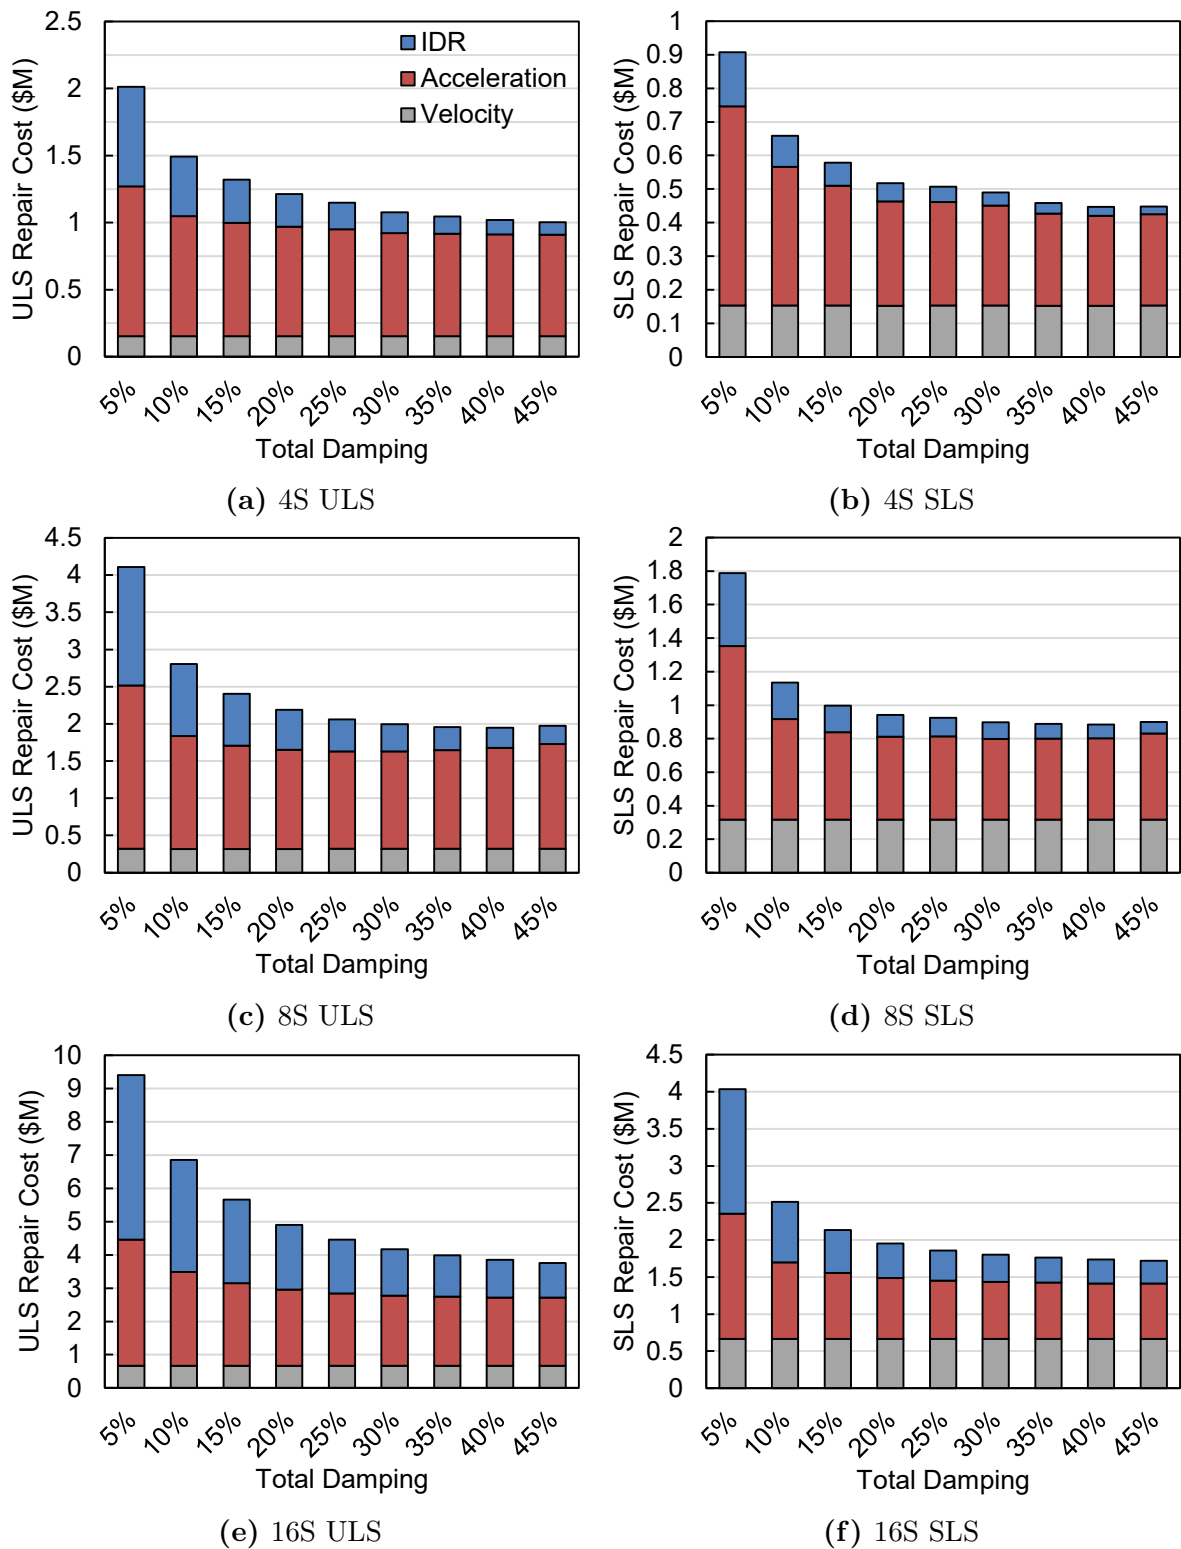 ULS Repair Cost ($M)
2.5
2
1.5
1
0.5
0
IDR
Acceleration
Velocity
5% 10% 15% 20% 25% 30% 35% 40% 45%
Total Damping
(a) 4S ULS
SLS Repair Cost ($M)
1
0.9
0.8
0.7
0.6
0.5
0.4
0.3
0.2
0.1
0
5% 10% 15% 20% 25% 30% 35% 40% 45%
Total Damping
(b) 4S SLS
ULS Repair Cost ($M)
4.5
4
3.5
3
2.5
2
1.5
1
0.5
0
5% 10% 15% 20% 25% 30% 35% 40% 45%
Total Damping
(c) 8S ULS
SLS Repair Cost ($M)
2
1.8
1.6
1.4
1.2
1
0.8
0.6
0.4
0.2
0
5% 10% 15% 20% 25% 30% 35% 40% 45%
Total Damping
(d) 8S SLS
ULS Repair Cost ($M)
10
9
8
7
6
5
4
3
2
1
0
5% 10% 15% 20% 25% 30% 35% 40% 45%
Total Damping
(e) 16S ULS
SLS Repair Cost ($M)
4.5
4
3.5
3
2.5
2
1.5
1
0.5
0
5% 10% 15% 20% 25% 30% 35% 40% 45%
Total Damping
(f) 16S SLS